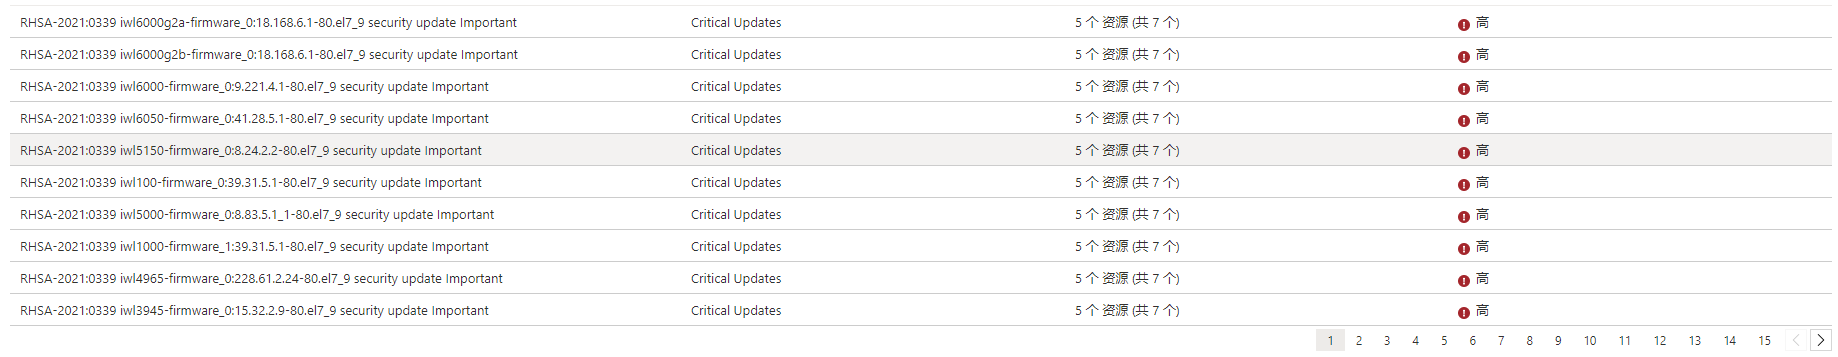 RHSA-2021:0339 iwl6000g2a-firmware_0:18.168.6.1-80.el7_9 security update Important Critical Updates 5 个 资源 (共 7 个) 高
RHSA-2021:0339 iwl6000g2b-firmware_0:18.168.6.1-80.el7_9 security update Important Critical Updates 5 个 资源 (共 7 个) 高
RHSA-2021:0339 iwl6000-firmware_0:9.221.4.1-80.el7_9 security update Important Critical Updates 5 个 资源 (共 7 个) 高
RHSA-2021:0339 iwl6050-firmware_0:41.28.5.1-80.el7_9 security update Important Critical Updates 5 个 资源 (共 7 个) 高
RHSA-2021:0339 iwl5150-firmware_0:8.24.2.2-80.el7_9 security update Important Critical Updates 5 个 资源 (共 7 个) 高
RHSA-2021:0339 iwl100-firmware_0:39.31.5.1-80.el7_9 security update Important Critical Updates 5 个 资源 (共 7 个) 高
RHSA-2021:0339 iwl5000-firmware_0:8.83.5.1_1-80.el7_9 security update Important Critical Updates 5 个 资源 (共 7 个) 高
RHSA-2021:0339 iwl1000-firmware_1:39.31.5.1-80.el7_9 security update Important Critical Updates 5 个 资源 (共 7 个) 高
RHSA-2021:0339 iwl4965-firmware_0:228.61.2.24-80.el7_9 security update Important Critical Updates 5 个 资源 (共 7 个) 高
RHSA-2021:0339 iwl3945-firmware_0:15.32.2.9-80.el7_9 security update Important Critical Updates 5 个 资源 (共 7 个) 高
1 2 3 4 5 6 7 8 9 10 11 12 13 14 15